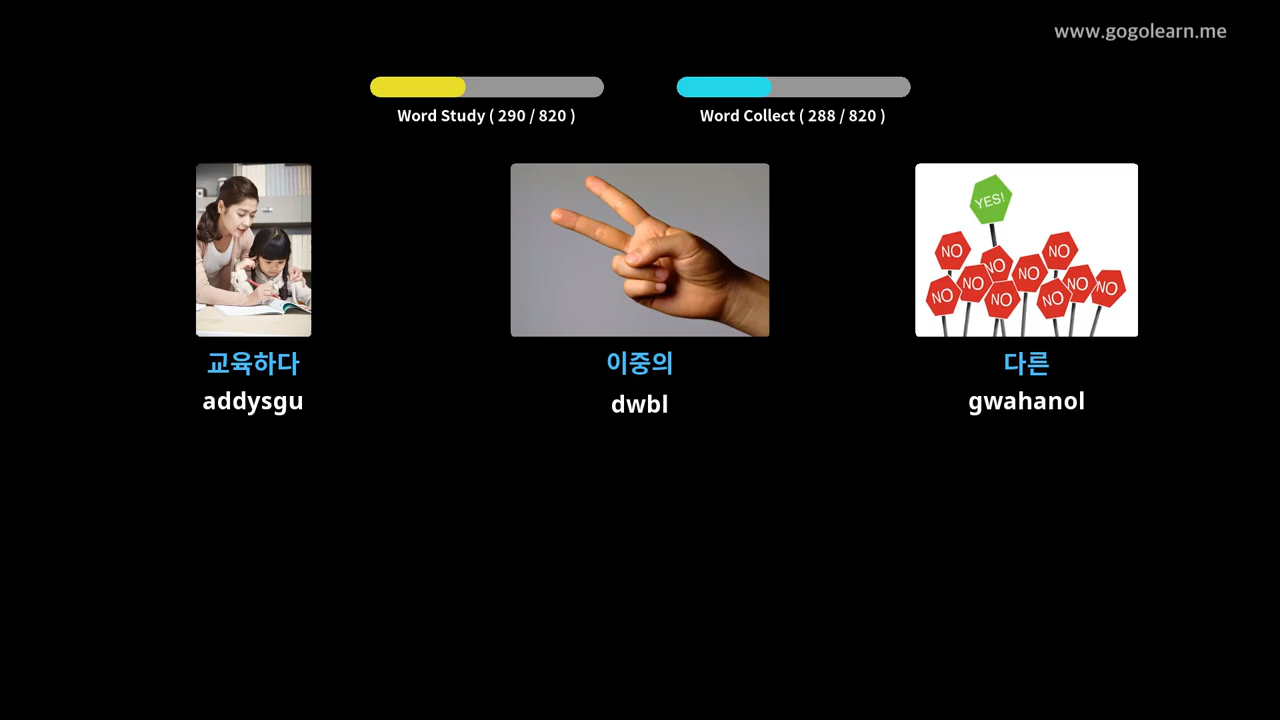 www.gogolearn.me
Word Study ( 290 / 820 )
Word Collect ( 288 / 820 )
YES!
NO
NO
NO
NO
NO
NO
NO
NO
NO
NO
교육하다
addysgu
이중의
dwbl
다른
gwahanol